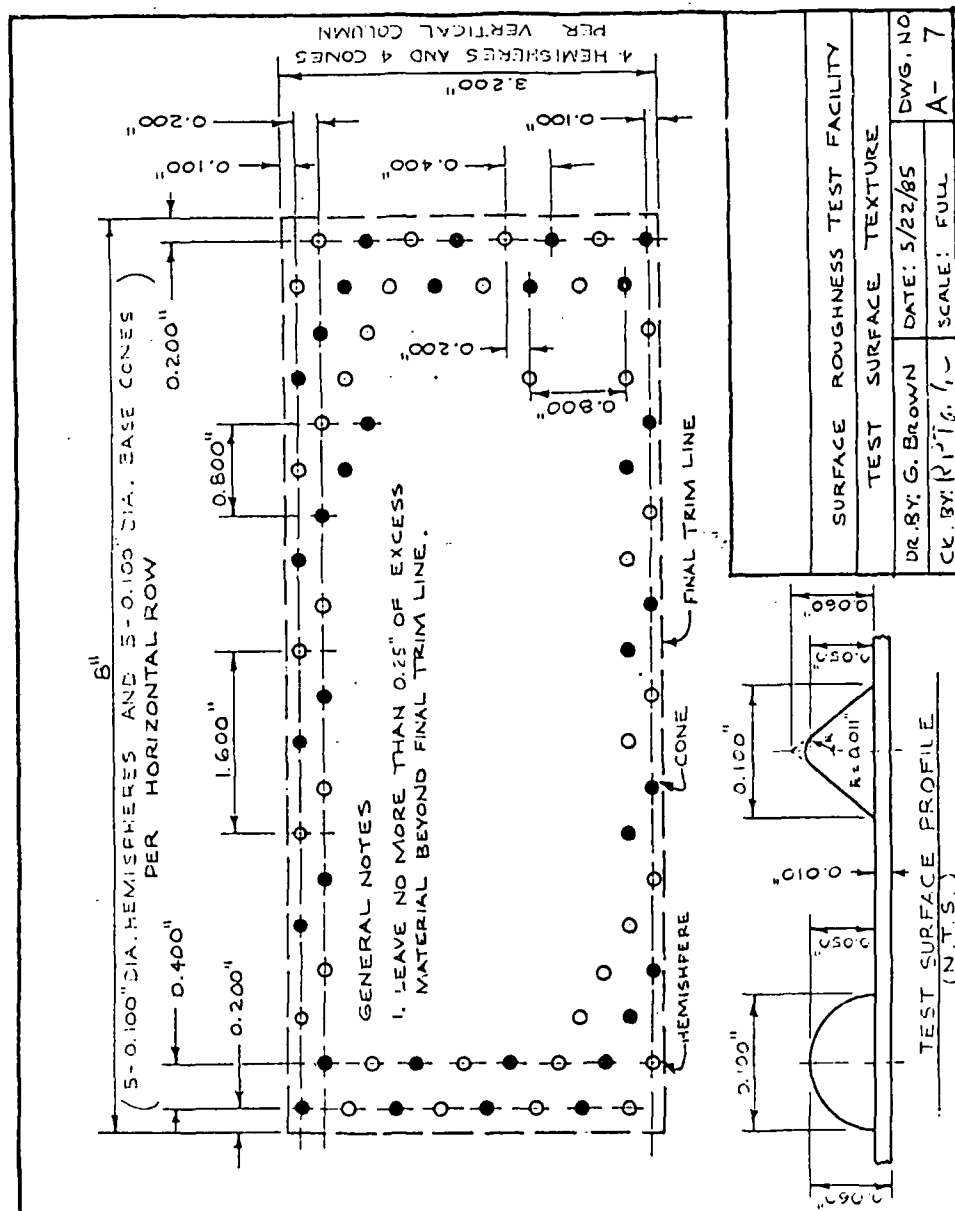 8"
(5-0.100" DIA. HEMISPHERES AND 5-0.100" DIA. BASE CONES)
PER HORIZONTAL ROW
0.400"
0.200"
1.600"
0.800"
0.200"
0.100"
0.200"
3.200"
4 HEMISPHERES AND 4 CONES
PER VERTICAL COLUMN
0.400"
0.100"
0.200"
0.800"
GENERAL NOTES
1. LEAVE NO MORE THAN 0.25" OF EXCESS
MATERIAL BEYOND FINAL TRIM LINE.
HEMISHPERE
CONE
FINAL TRIM LINE
0.100"
0.050"
0.060"
0.010"
0.100"
R=0.011"
0.050"
0.060"
TEST SURFACE PROFILE
(N.T.S.)
SURFACE ROUGHNESS TEST FACILITY
TEST SURFACE TEXTURE
DR. BY: G. BROWN
DATE: 5/22/85
DWG. NO.
CK. BY:
SCALE: FULL
A-7